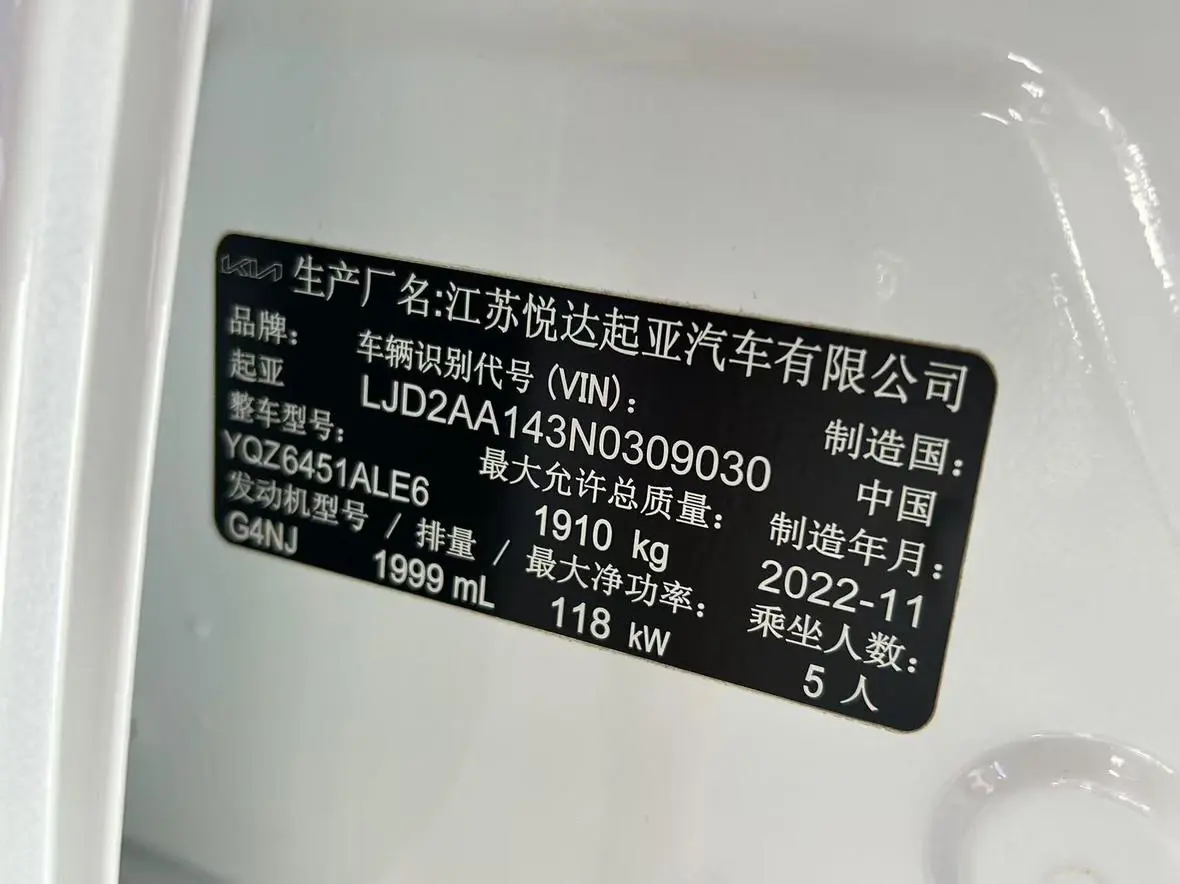 KIA 生产厂名:江苏悦达起亚汽车有限公司
品牌: 车辆识别代号 (VIN): 制造国:
起亚 LJD2AA143N0309030 中国
整车型号: 最大允许总质量: 制造年月:
YQZ6451ALE6 1910 kg 2022-11
发动机型号 / 排量 / 最大净功率: 乘坐人数:
G4NJ 1999 mL 118 kW 5 人